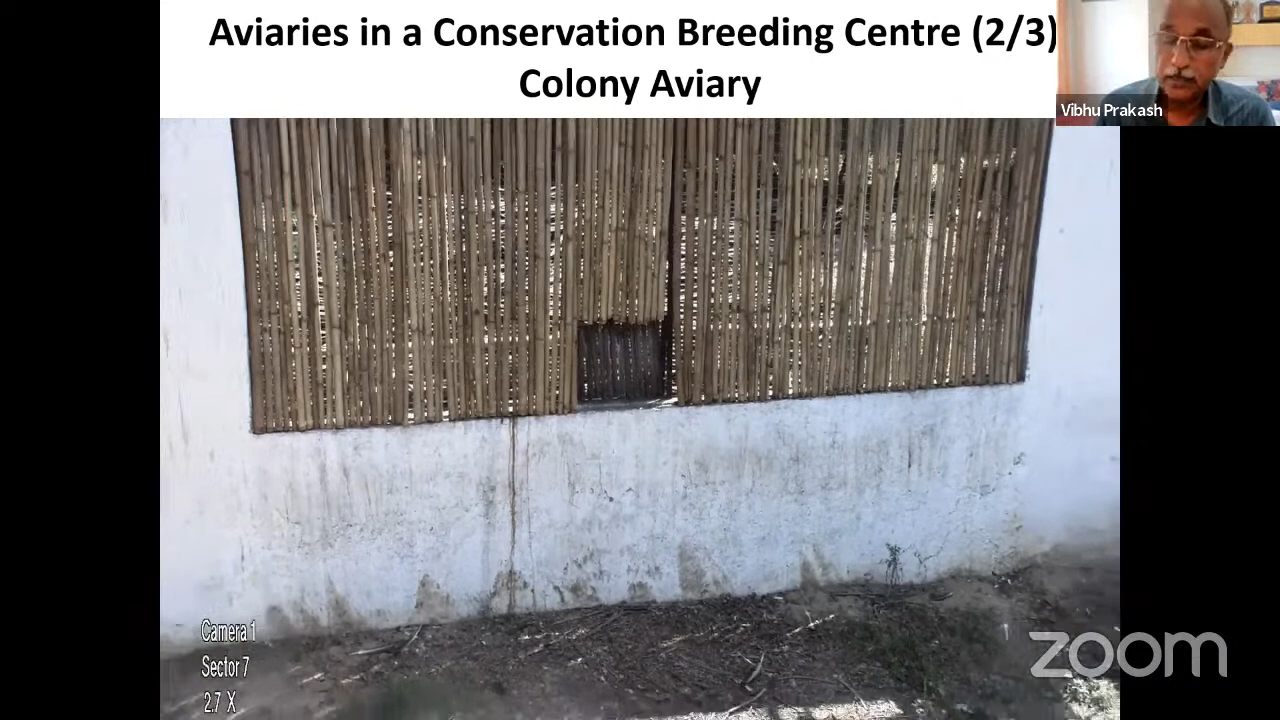 Aviaries in a Conservation Breeding Centre (2/3)
Colony Aviary
Vibhu Prakash
Camera 1
Sector 7
2.7 X
zoom